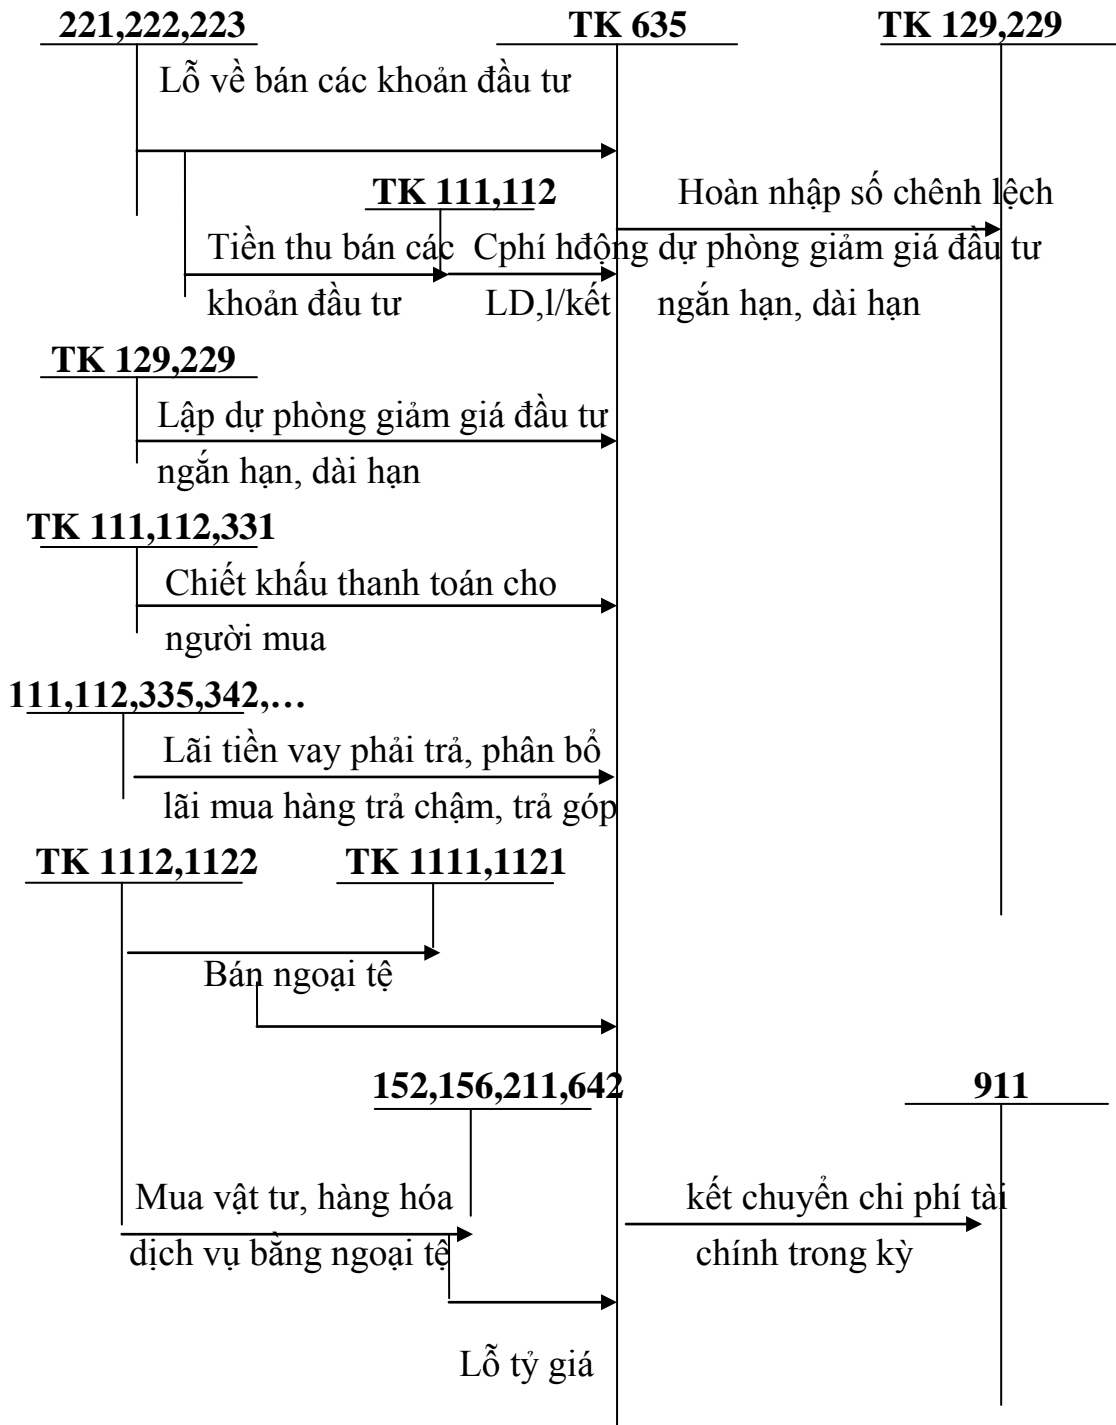 221,222,223
TK 635
TK 129,229
Lỗ về bán các khoản đầu tư
TK 111,112
Hoàn nhập số chênh lệch
Tiền thu bán các
Cphí hđộng
dự phòng giảm giá đầu tư
khoản đầu tư
LD,l/kết
ngắn hạn, dài hạn
TK 129,229
Lập dự phòng giảm giá đầu tư
ngắn hạn, dài hạn
TK 111,112,331
Chiết khấu thanh toán cho
người mua
111,112,335,342,…
Lãi tiền vay phải trả, phân bổ
lãi mua hàng trả chậm, trả góp
TK 1112,1122
TK 1111,1121
Bán ngoại tệ
152,156,211,642
911
Mua vật tư, hàng hóa
kết chuyển chi phí tài
dịch vụ bằng ngoại tệ
chính trong kỳ
Lỗ tỷ giá